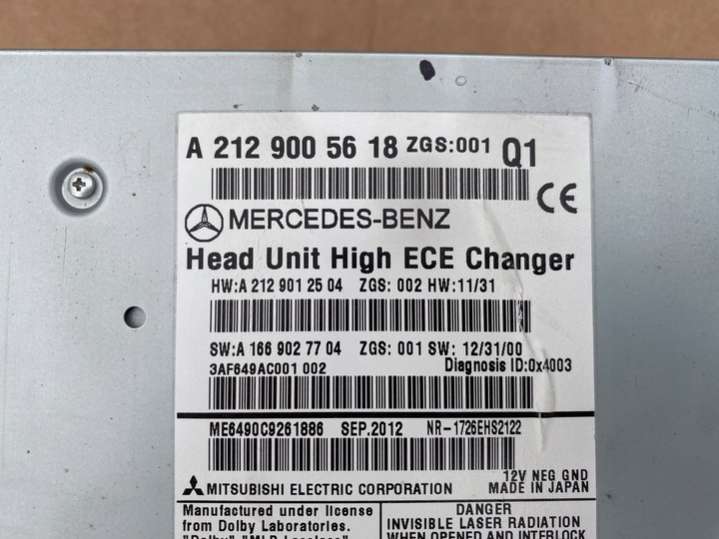 A 212 900 56 18 ZGS:001 Q1
CE
MERCEDES-BENZ
Head Unit High ECE Changer
HW:A 212 901 25 04 ZGS: 002 HW:11/31
SW:A 166 902 77 04 ZGS: 001 SW: 12/31/00
3AF649AC001 002 Diagnosis ID:0x4003
ME6490C9261886 SEP.2012 NR-1726EHS2122
12V NEG GND
MITSUBISHI ELECTRIC CORPORATION MADE IN JAPAN
Manufactured under license
from Dolby Laboratories.
"Dolby", "MLP Lossless"
DANGER
INVISIBLE LASER RADIATION
WHEN OPENED AND INTERLOCK